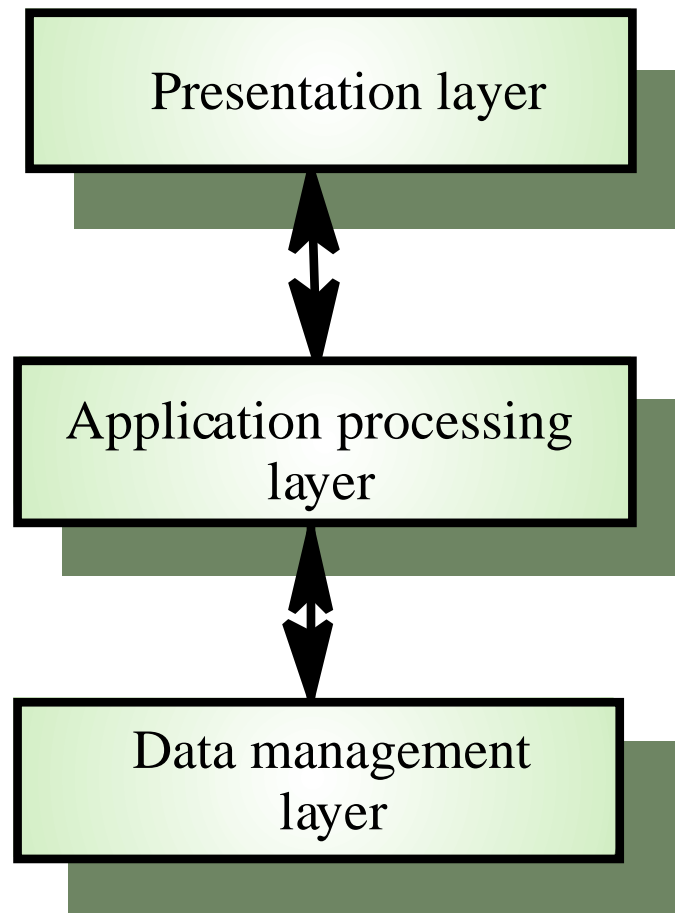 Presentation layer
Application processing
layer
Data management
layer